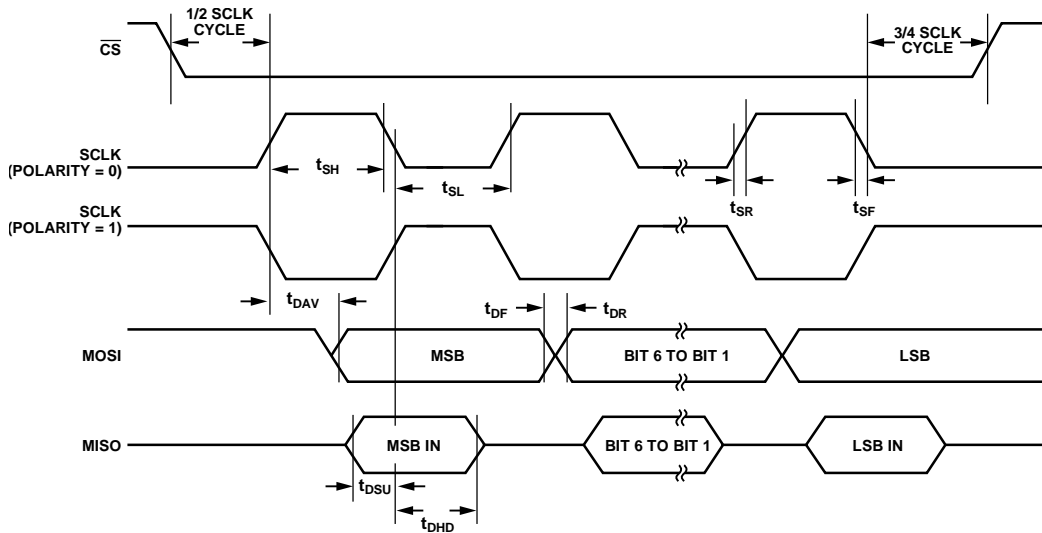 1/2 SCLK
CYCLE
3/4 SCLK
CYCLE
CS
SCLK
(POLARITY = 0)
tSH
tSL
tSR
tSF
SCLK
(POLARITY = 1)
tDAV
tDF
tDR
MOSI
MSB
BIT 6 TO BIT 1
LSB
MISO
MSB IN
BIT 6 TO BIT 1
LSB IN
tDSU
tDHD